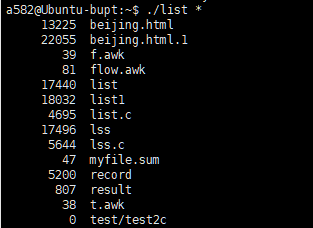 a582@Ubuntu-bupt:~$ ./list *
13225 beijing.html
22055 beijing.html.1
39 f.awk
81 flow.awk
17440 list
18032 list1
4695 list.c
17496 lss
5644 lss.c
47 myfile.sum
5200 record
807 result
38 t.awk
0 test/test2c